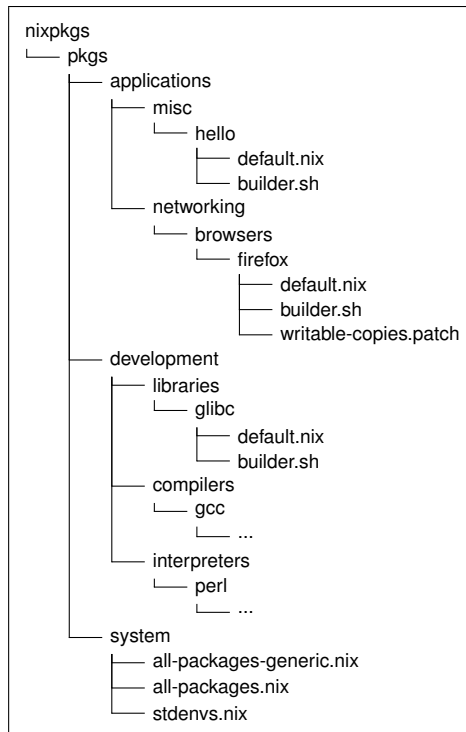 nixpkgs
pkgs
applications
misc
hello
default.nix
builder.sh
networking
browsers
firefox
default.nix
builder.sh
writable-copies.patch
development
libraries
glibc
default.nix
builder.sh
compilers
gcc
...
interpreters
perl
...
system
all-packages-generic.nix
all-packages.nix
stdenvs.nix